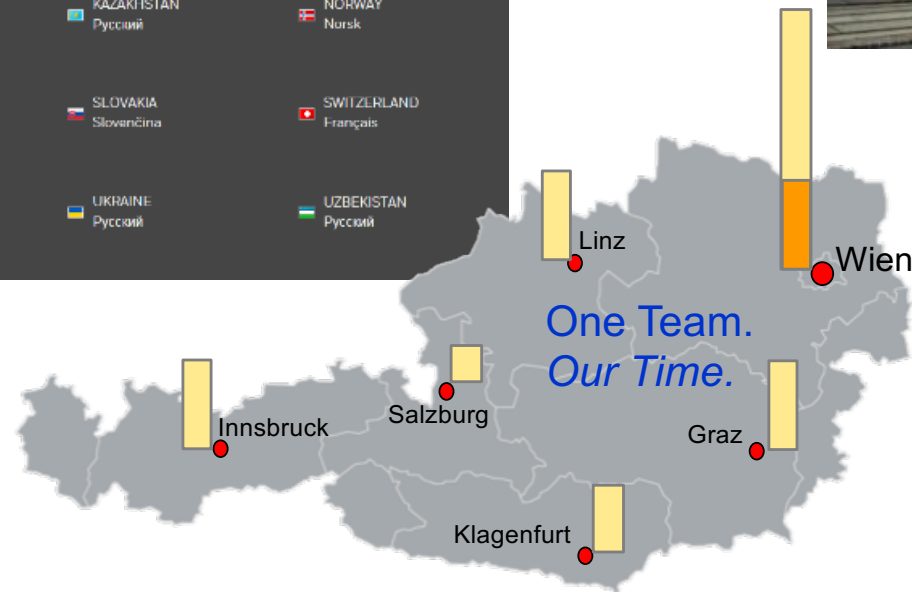 KAZAKHSTAN
Русский
NORWAY
Norsk
SLOVAKIA
Slovenčina
SWITZERLAND
Français
UKRAINE
Русский
UZBEKISTAN
Русский
Linz
Wien
One Team.
Our Time.
Salzburg
Innsbruck
Graz
Klagenfurt